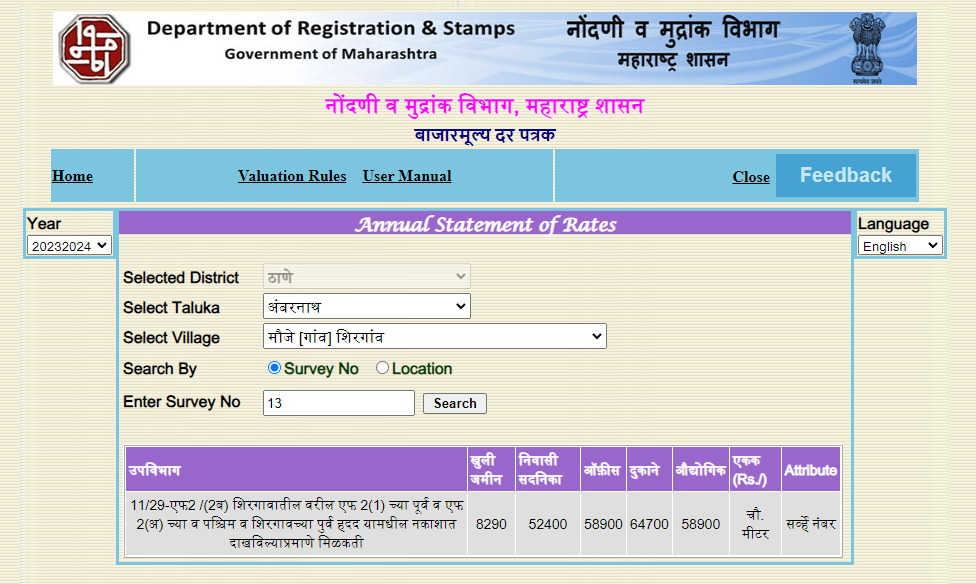 Department of Registration & Stamps
Government of Maharashtra
नोंदणी व मुद्रांक विभाग
महाराष्ट्र शासन
नोंदणी व मुद्रांक विभाग, महाराष्ट्र शासन
बाजारमूल्य दर पत्रक
Home Valuation Rules User Manual Close Feedback
Year
20232024
Annual Statement of Rates
Language
English
Selected District ठाणे
Select Taluka अंबरनाथ
Select Village मौजे [गांव] शिरगांव
Search By Survey No Location
Enter Survey No 13 Search
उपविभाग खुली जमीन निवासी सदनिका ऑफ़ीस दुकाने औद्योगिक एकक (Rs./) Attribute
11/29-एफ2 /(2ब) शिरगावातील वरील एफ 2(1) च्या पूर्व व एफ
2(अ) च्या व पश्चिम व शिरगावच्या पुर्व हद्द यामधील नकाशात
दाखविल्याप्रमाणे मिळकती
8290 52400 58900 64700 58900 चौ. मीटर सर्व्हे नंबर